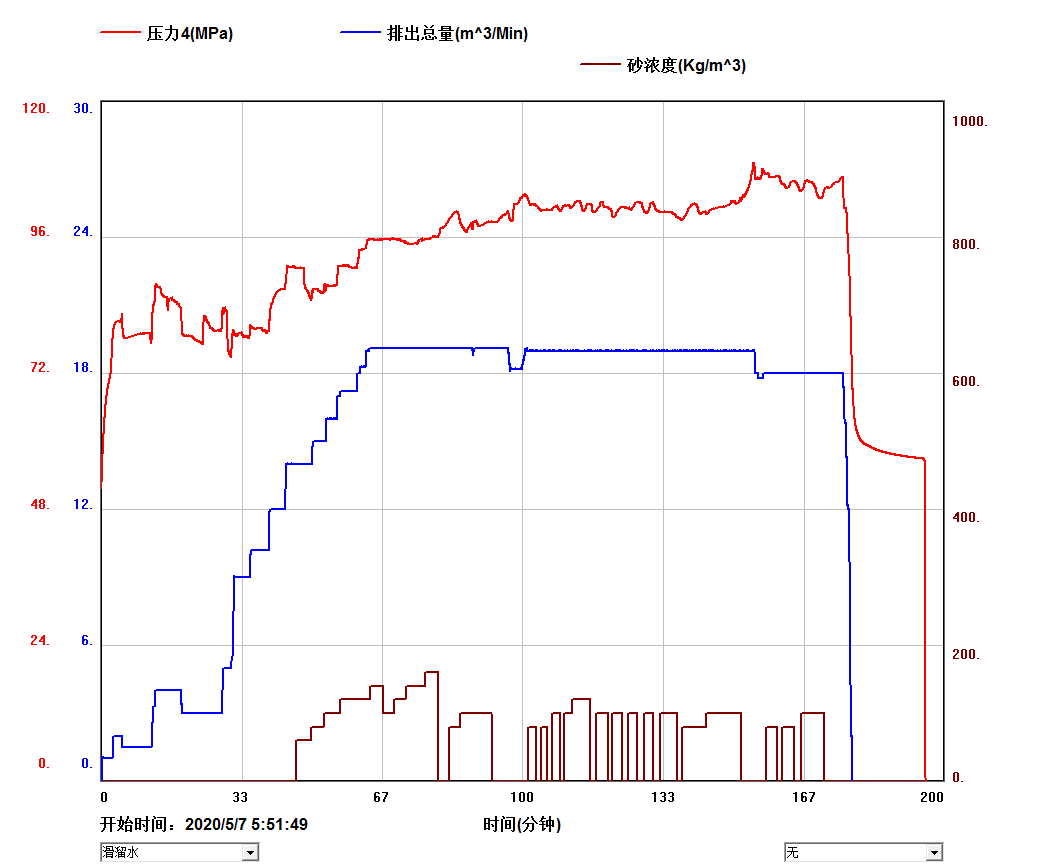 压力4(MPa) 排出总量(m^3/Min)
砂浓度(Kg/m^3)
120. 30.
1000.
96. 24.
800.
72. 18.
600.
48. 12.
400.
24. 6.
200.
0. 0.
0.
0 33 67 100 133 167 200
开始时间：2020/5/7 5:51:49 时间(分钟)
滑溜水 无